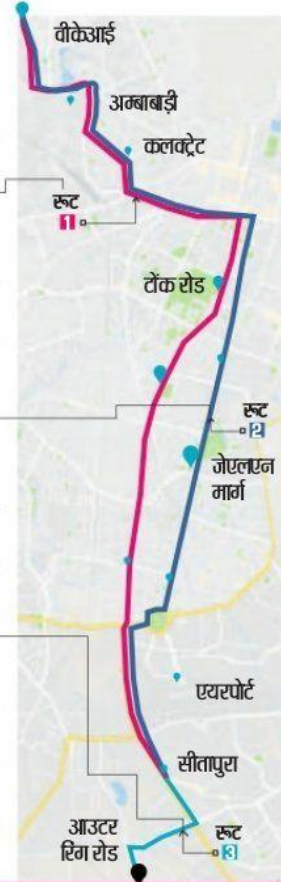 वीकेआई
अम्बाबाड़ी
कलक्ट्रेट
रूट
1
टोंक रोड
रूट
2
जेएलएन
मार्ग
एयरपोर्ट
सीतापुरा
आउटर
रिंग रोड
रूट
3